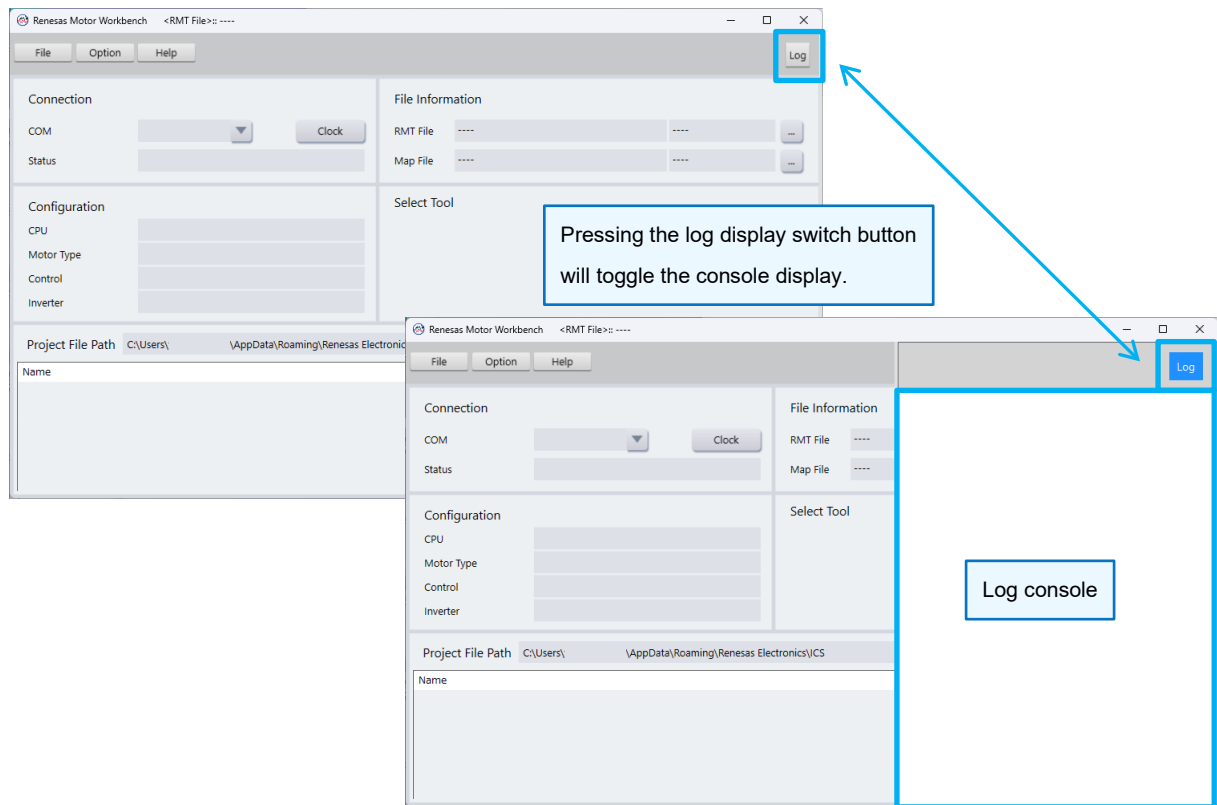 Renesas Motor Workbench <RMT File>:: ----
File Option Help Log
Connection
COM Clock
Status
File Information
RMT File ---- ---- ...
Map File ---- ---- ...
Configuration
CPU
Motor Type
Control
Inverter
Select Tool
Pressing the log display switch button
will toggle the console display.
Project File Path C:\Users\ \AppData\Roaming\Renesas Electronic
Name
Renesas Motor Workbench <RMT File>:: ----
File Option Help Log
Connection
COM Clock
Status
File Information
RMT File ----
Map File ----
Configuration
CPU
Motor Type
Control
Inverter
Select Tool
Log console
Project File Path C:\Users\ \AppData\Roaming\Renesas Electronics\ICS
Name